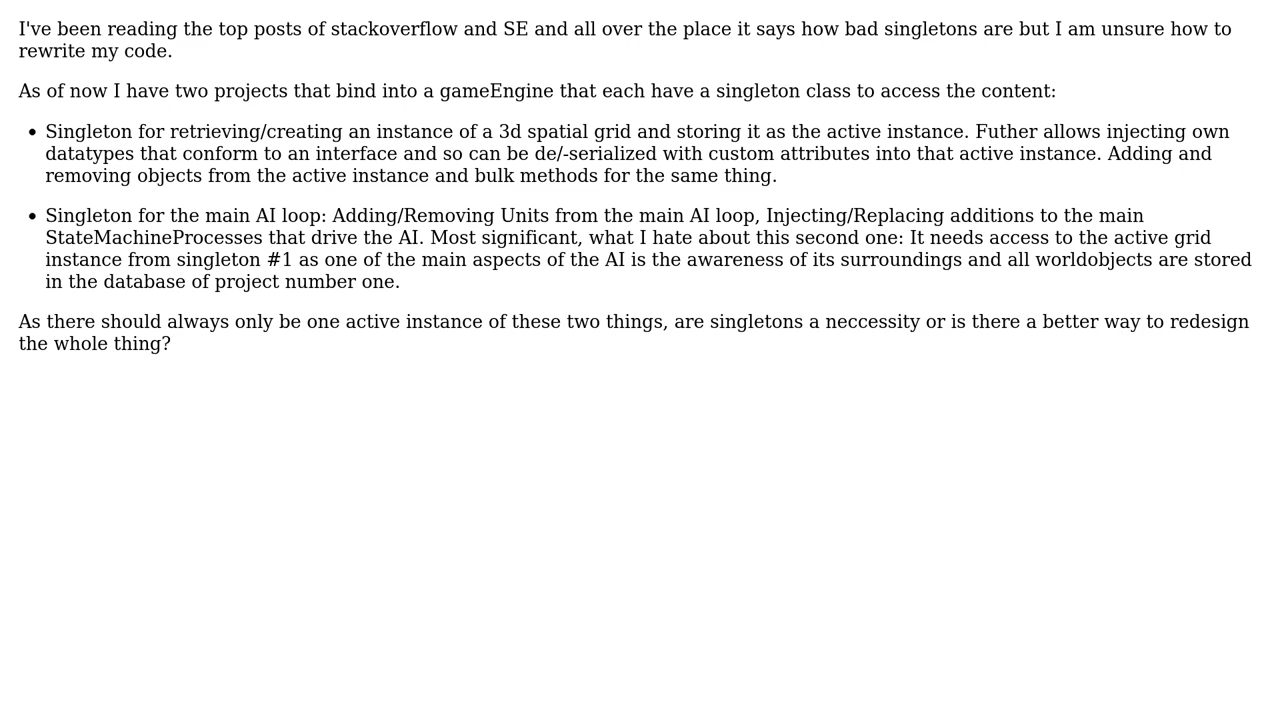 I've been reading the top posts of stackoverflow and SE and all over the place it says how bad singletons are but I am unsure how to
rewrite my code.
As of now I have two projects that bind into a gameEngine that each have a singleton class to access the content:
• Singleton for retrieving/creating an instance of a 3d spatial grid and storing it as the active instance. Futher allows injecting own
datatypes that conform to an interface and so can be de/-serialized with custom attributes into that active instance. Adding and
removing objects from the active instance and bulk methods for the same thing.
• Singleton for the main AI loop: Adding/Removing Units from the main AI loop, Injecting/Replacing additions to the main
StateMachineProcesses that drive the AI. Most significant, what I hate about this second one: It needs access to the active grid
instance from singleton #1 as one of the main aspects of the AI is the awareness of its surroundings and all worldobjects are stored
in the database of project number one.
As there should always only be one active instance of these two things, are singletons a neccessity or is there a better way to redesign
the whole thing?